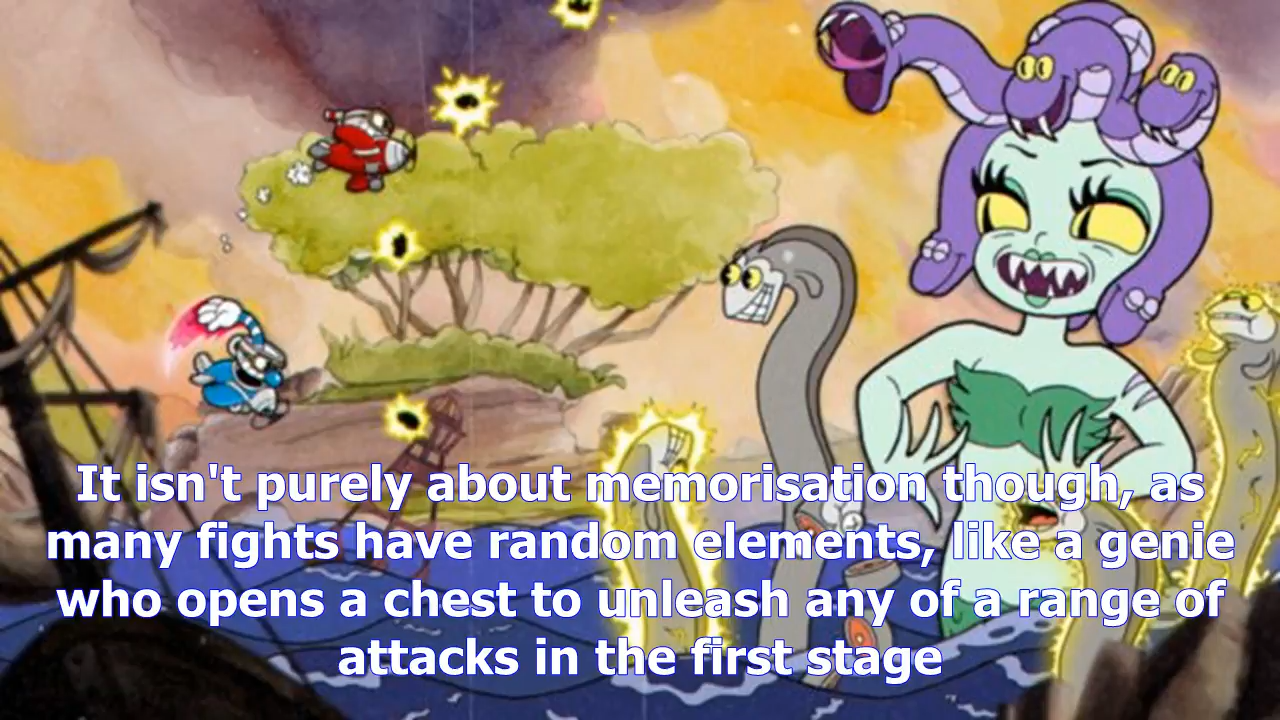 It isn't purely about memorisation though, as
many fights have random elements, like a genie
who opens a chest to unleash any of a range of
attacks in the first stage